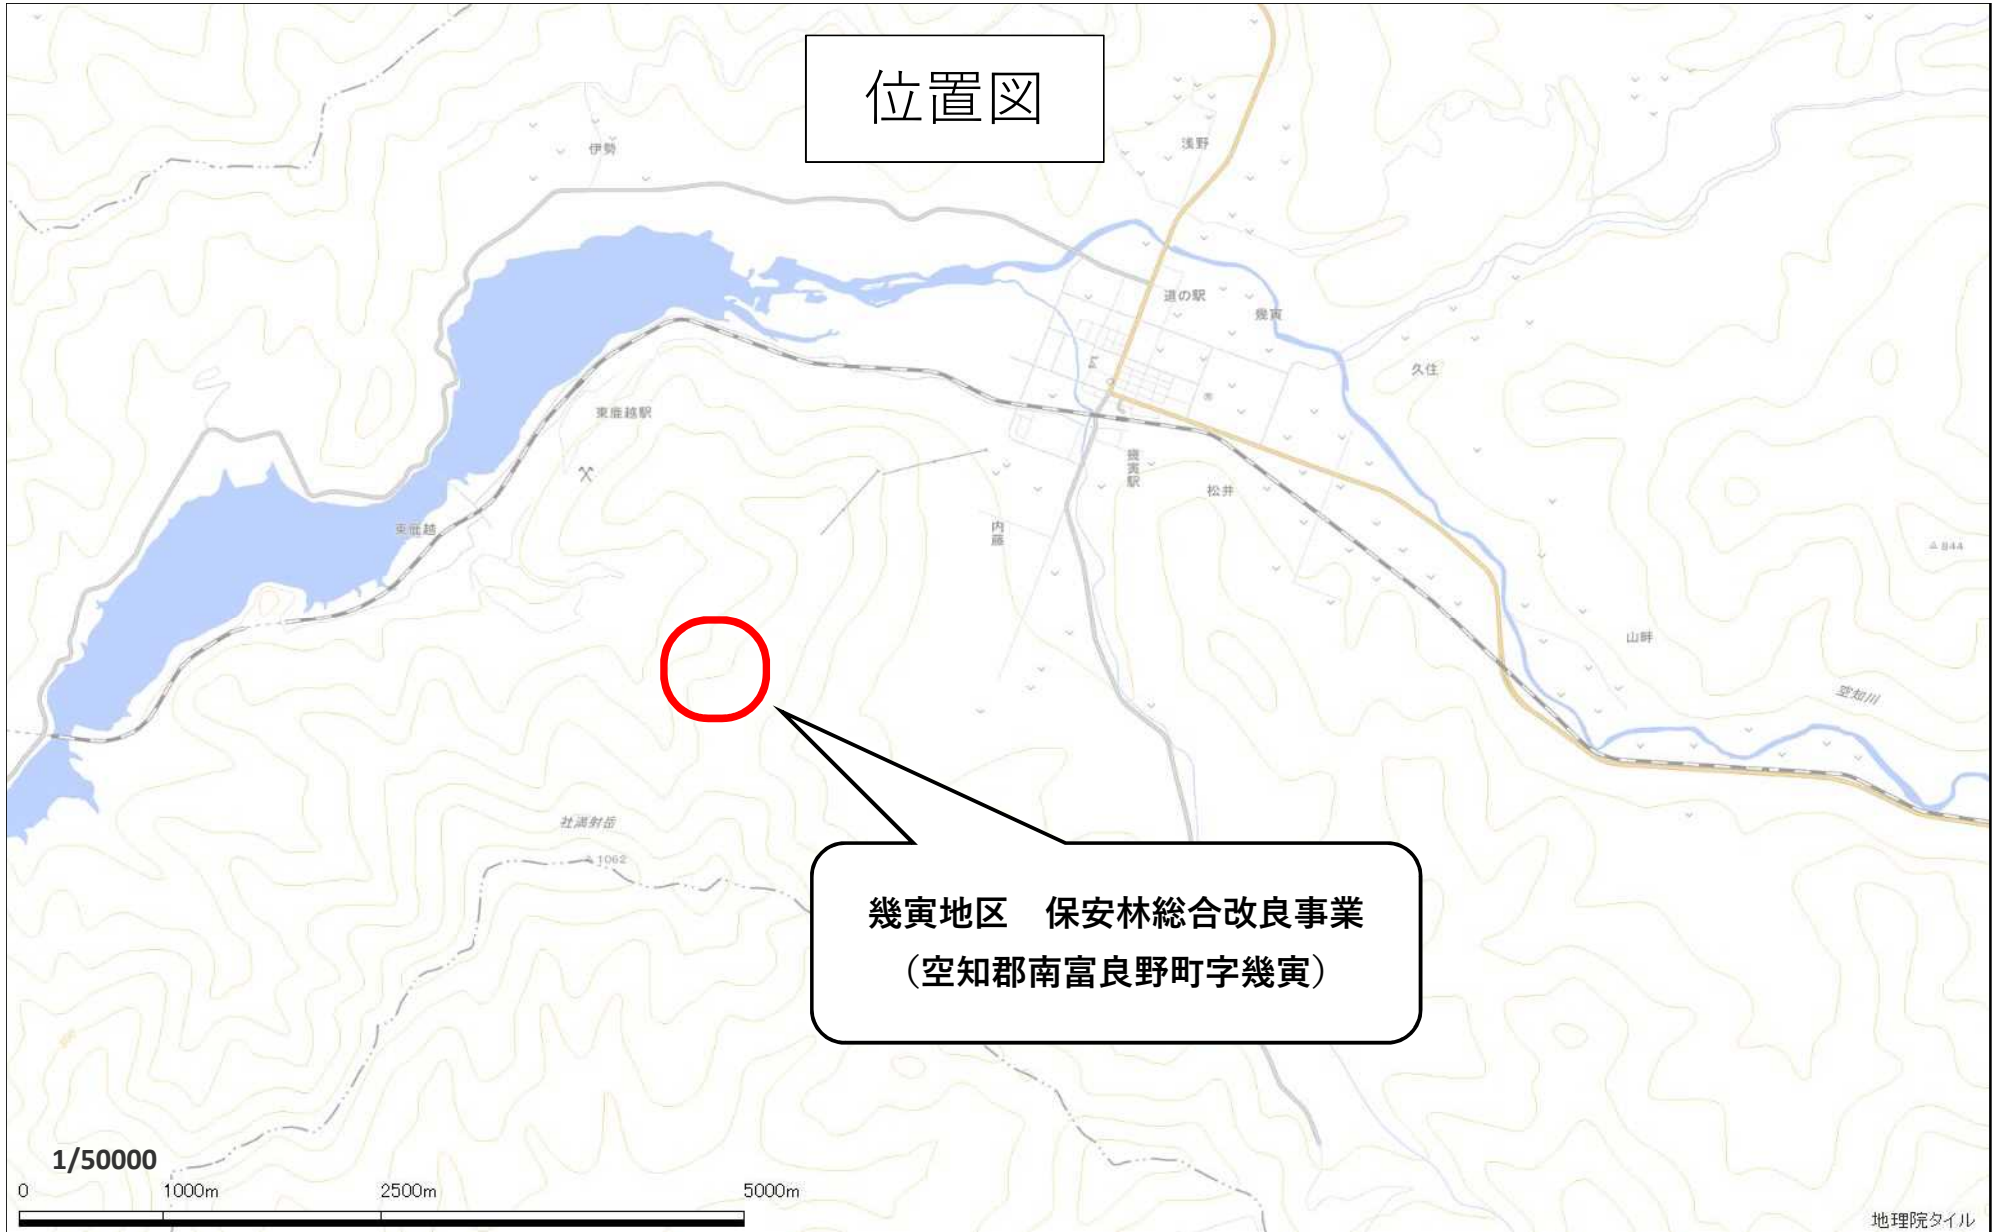 位置図
伊勢
浅野
道の駅
幾寅
久住
東鹿越駅
幾寅駅
松井
東鹿越
内藤
844
山畔
空知川
社満射岳
1062
幾寅地区　保安林総合改良事業
（空知郡南富良野町字幾寅）
1/50000
0 1000m 2500m 5000m
地理院タイル